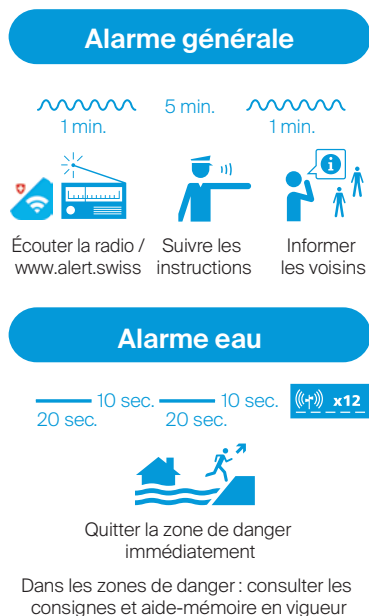 Alarme générale
5 min.
1 min. 1 min.
Écouter la radio / Suivre les Informer
www.alert.swiss instructions les voisins
Alarme eau
10 sec. 10 sec. x12
20 sec. 20 sec.
Quitter la zone de danger
immédiatement
Dans les zones de danger : consulter les
consignes et aide-mémoire en vigueur